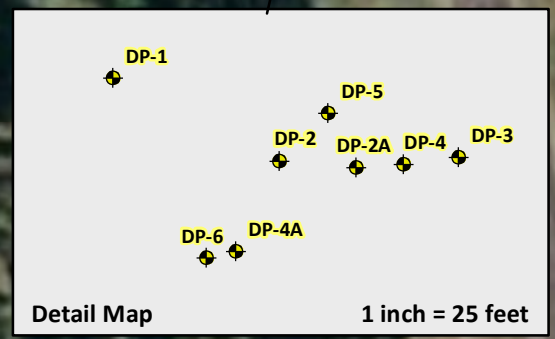 DP-1
DP-5
DP-2
DP-2A
DP-4
DP-3
DP-6
DP-4A
Detail Map
1 inch = 25 feet